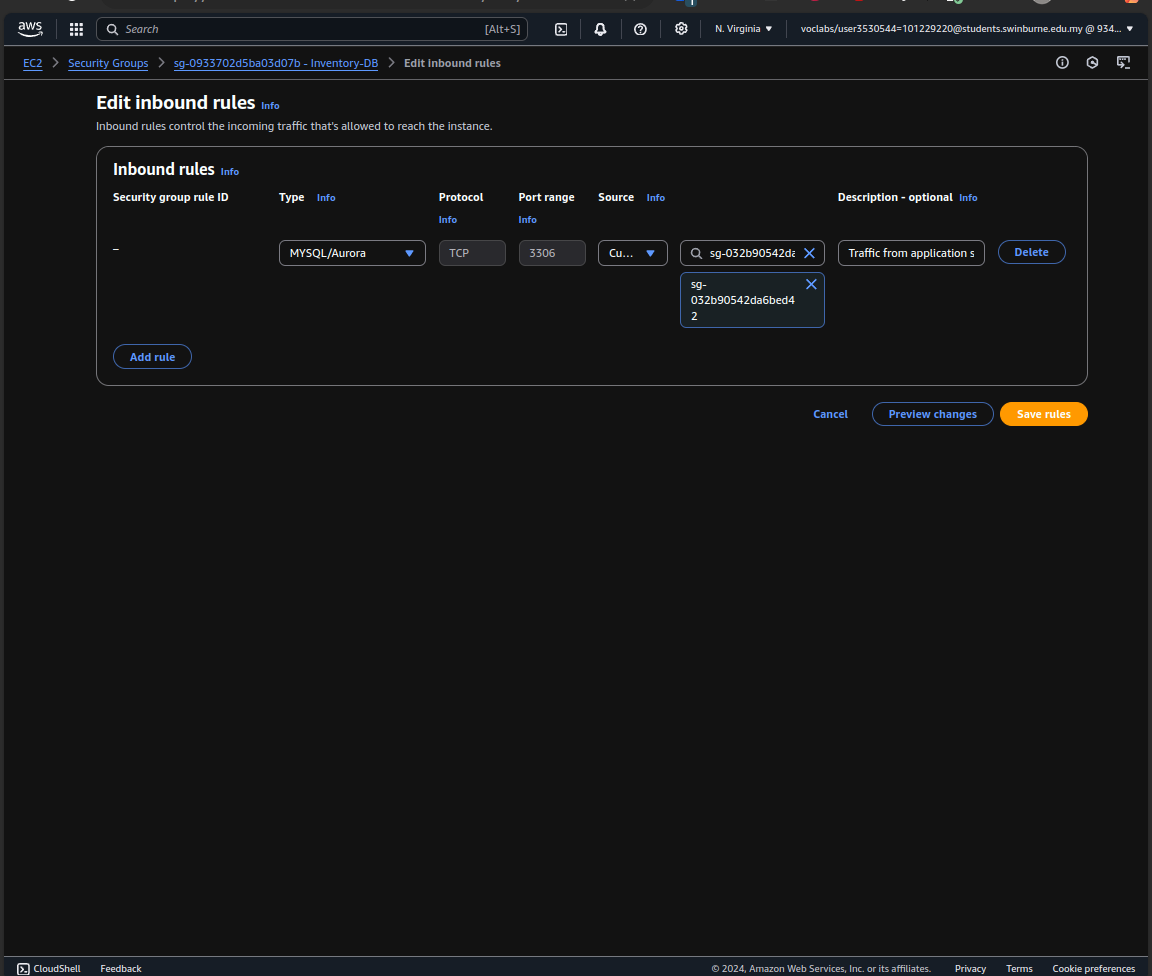 aws
Search [Alt+S] N. Virginia voclabs/user3530544=101229220@students.swinburne.edu.my @ 934...
EC2 Security Groups sg-0933702d5ba03d07b - Inventory-DB Edit inbound rules
Edit inbound rules Info
Inbound rules control the incoming traffic that's allowed to reach the instance.
Inbound rules Info
Security group rule ID Type Info Protocol Port range Source Info Description - optional Info
Info Info
– MYSQL/Aurora TCP 3306 Cu... sg-032b90542da Traffic from application s Delete
sg-
032b90542da6bed4
2
Add rule
Cancel Preview changes Save rules
CloudShell Feedback © 2024, Amazon Web Services, Inc. or its affiliates. Privacy Terms Cookie preferences